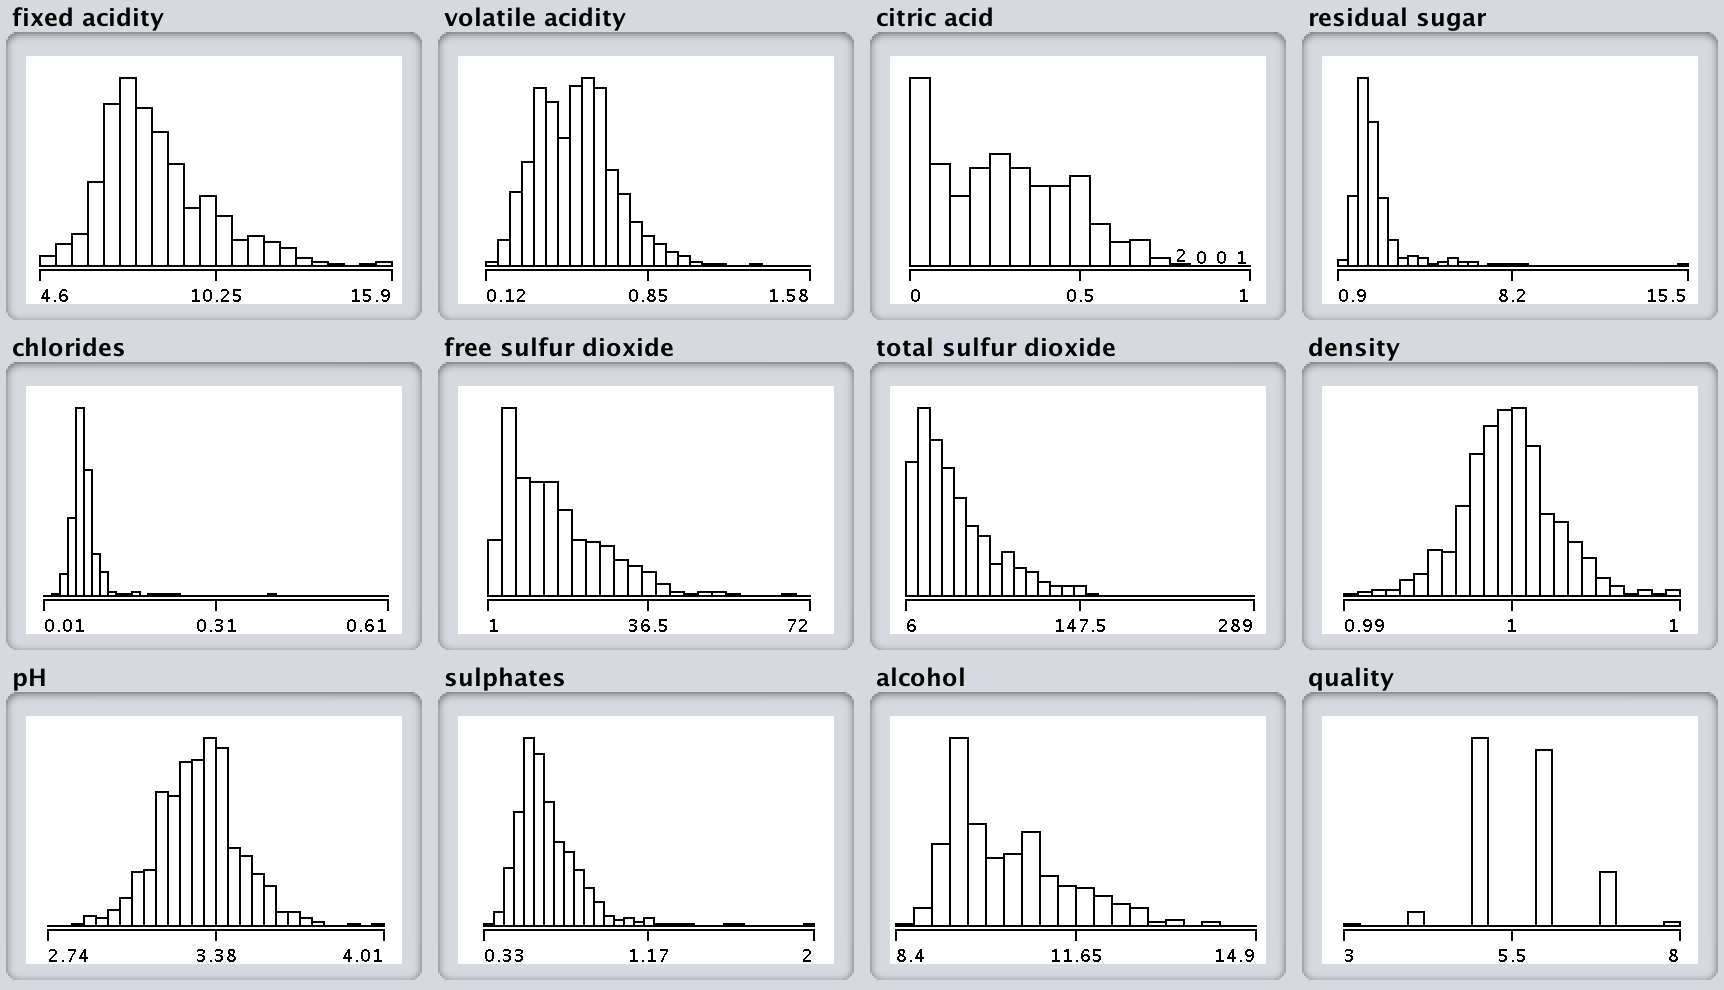 fixed acidity
volatile acidity
citric acid
residual sugar
2 0 0 1
4.6 10.25 15.9
0.12 0.85 1.58
0 0.5 1
0.9 8.2 15.5
chlorides
free sulfur dioxide
total sulfur dioxide
density
0.01 0.31 0.61
1 36.5 72
6 147.5 289
0.99 1 1
pH
sulphates
alcohol
quality
2.74 3.38 4.01
0.33 1.17 2
8.4 11.65 14.9
3 5.5 8